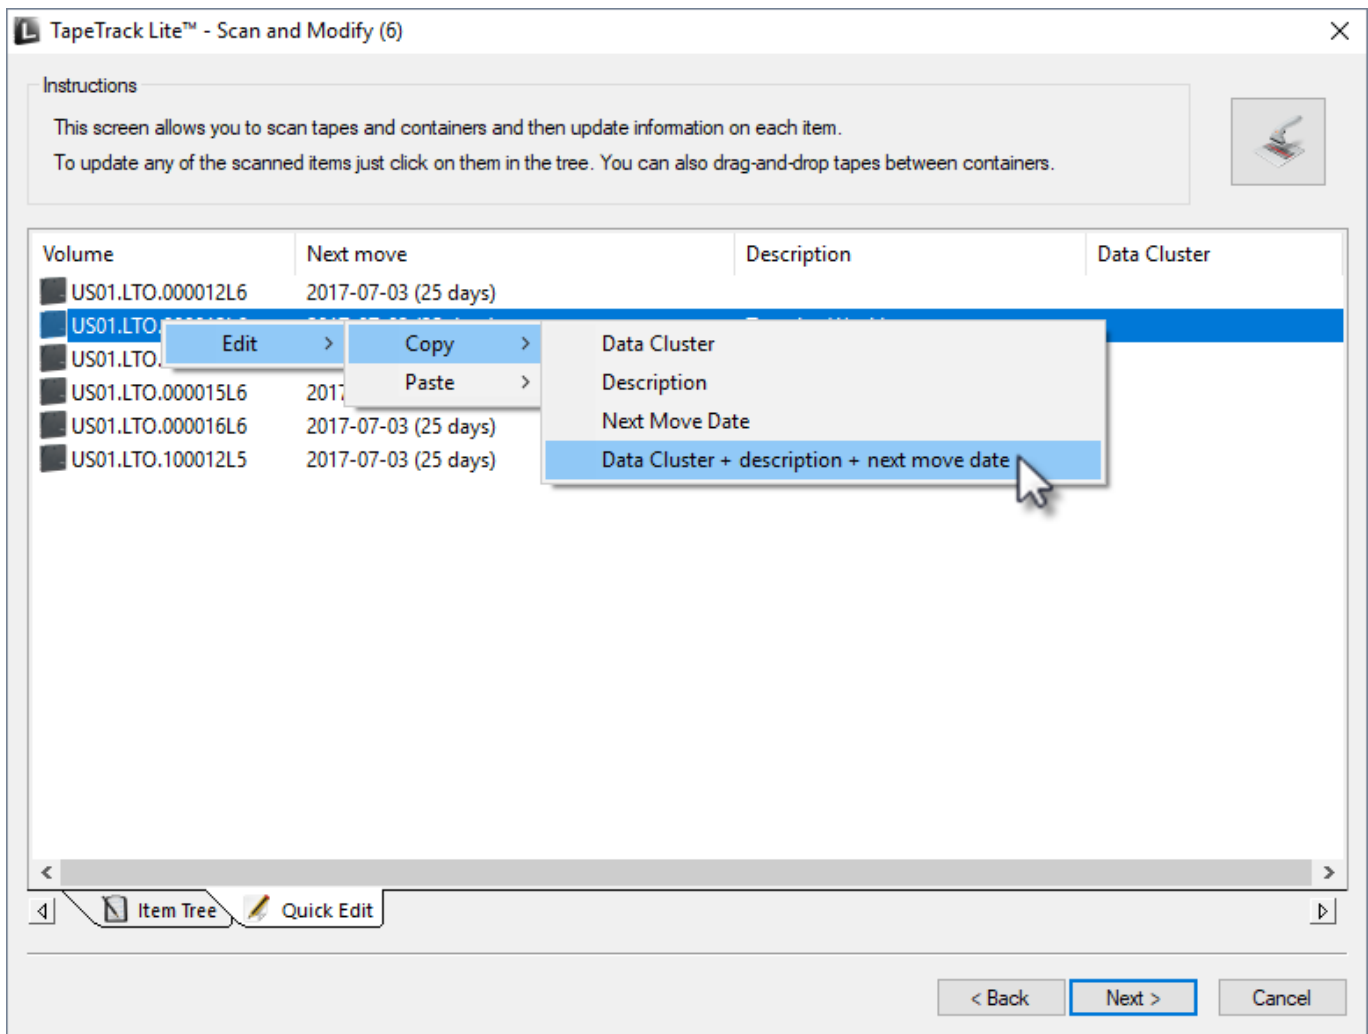 TapeTrack Lite™ - Scan and Modify (6)
Instructions
This screen allows you to scan tapes and containers and then update information on each item.
To update any of the scanned items just click on them in the tree. You can also drag-and-drop tapes between containers.
Volume Next move Description Data Cluster
US01.LTO.000012L6 2017-07-03 (25 days)
US01.LTO.
Edit Copy Data Cluster
US01.LTO.
Paste Description
US01.LTO.000015L6 2017
Next Move Date
US01.LTO.000016L6 2017-07-03 (25 days)
US01.LTO.100012L5 2017-07-03 (25 days) Data Cluster + description + next move date
Item Tree Quick Edit
< Back Next > Cancel